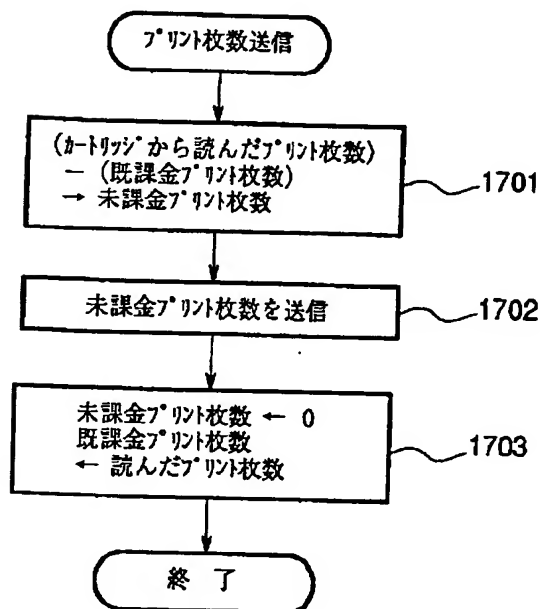 プリント枚数送信
(カートリッジから読んだプリント枚数)
− (既課金プリント枚数)
→ 未課金プリント枚数
1701
未課金プリント枚数を送信
1702
未課金プリント枚数 ← 0
既課金プリント枚数
← 読んだプリント枚数
1703
終 了